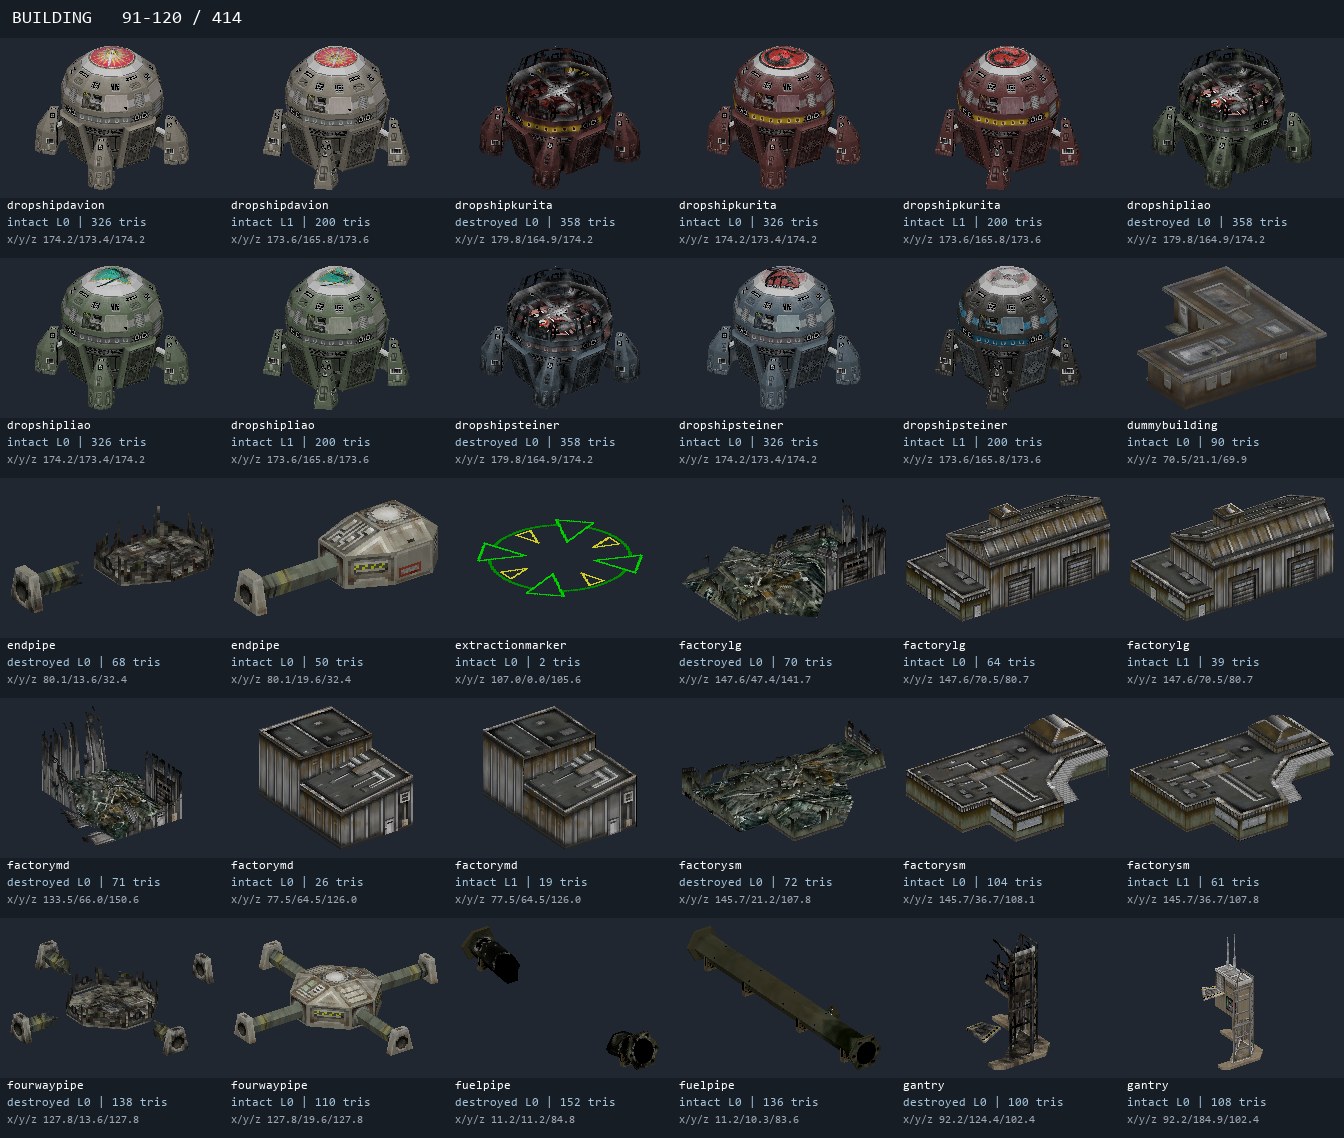 BUILDING 91-120 / 414
dropshipdavion dropshipdavion dropshipkurita dropshipkurita dropshipkurita dropshipliao
intact L0 | 326 tris intact L1 | 200 tris destroyed L0 | 358 tris intact L0 | 326 tris intact L1 | 200 tris destroyed L0 | 358 tris
x/y/z 174.2/173.4/174.2 x/y/z 173.6/165.8/173.6 x/y/z 179.8/164.9/174.2 x/y/z 174.2/173.4/174.2 x/y/z 173.6/165.8/173.6 x/y/z 179.8/164.9/174.2
dropshipliao dropshipliao dropshipsteiner dropshipsteiner dropshipsteiner dummybuilding
intact L0 | 326 tris intact L1 | 200 tris destroyed L0 | 358 tris intact L0 | 326 tris intact L1 | 200 tris intact L0 | 90 tris
x/y/z 174.2/173.4/174.2 x/y/z 173.6/165.8/173.6 x/y/z 179.8/164.9/174.2 x/y/z 174.2/173.4/174.2 x/y/z 173.6/165.8/173.6 x/y/z 70.5/21.1/69.9
endpipe endpipe extractionmarker factorylg factorylg factorylg
destroyed L0 | 68 tris intact L0 | 50 tris intact L0 | 2 tris destroyed L0 | 70 tris intact L0 | 64 tris intact L1 | 39 tris
x/y/z 80.1/13.6/32.4 x/y/z 80.1/19.6/32.4 x/y/z 107.0/0.0/105.6 x/y/z 147.6/47.4/141.7 x/y/z 147.6/70.5/80.7 x/y/z 147.6/70.5/80.7
factorymd factorymd factorymd factorysm factorysm factorysm
destroyed L0 | 71 tris intact L0 | 26 tris intact L1 | 19 tris destroyed L0 | 72 tris intact L0 | 104 tris intact L1 | 61 tris
x/y/z 133.5/66.0/150.6 x/y/z 77.5/64.5/126.0 x/y/z 77.5/64.5/126.0 x/y/z 145.7/21.2/107.8 x/y/z 145.7/36.7/108.1 x/y/z 145.7/36.7/107.8
fourwaypipe fourwaypipe fuelpipe fuelpipe gantry gantry
destroyed L0 | 138 tris intact L0 | 110 tris destroyed L0 | 152 tris intact L0 | 136 tris destroyed L0 | 100 tris intact L0 | 108 tris
x/y/z 127.8/13.6/127.8 x/y/z 127.8/19.6/127.8 x/y/z 11.2/11.2/84.8 x/y/z 11.2/10.3/83.6 x/y/z 92.2/124.4/102.4 x/y/z 92.2/184.9/102.4